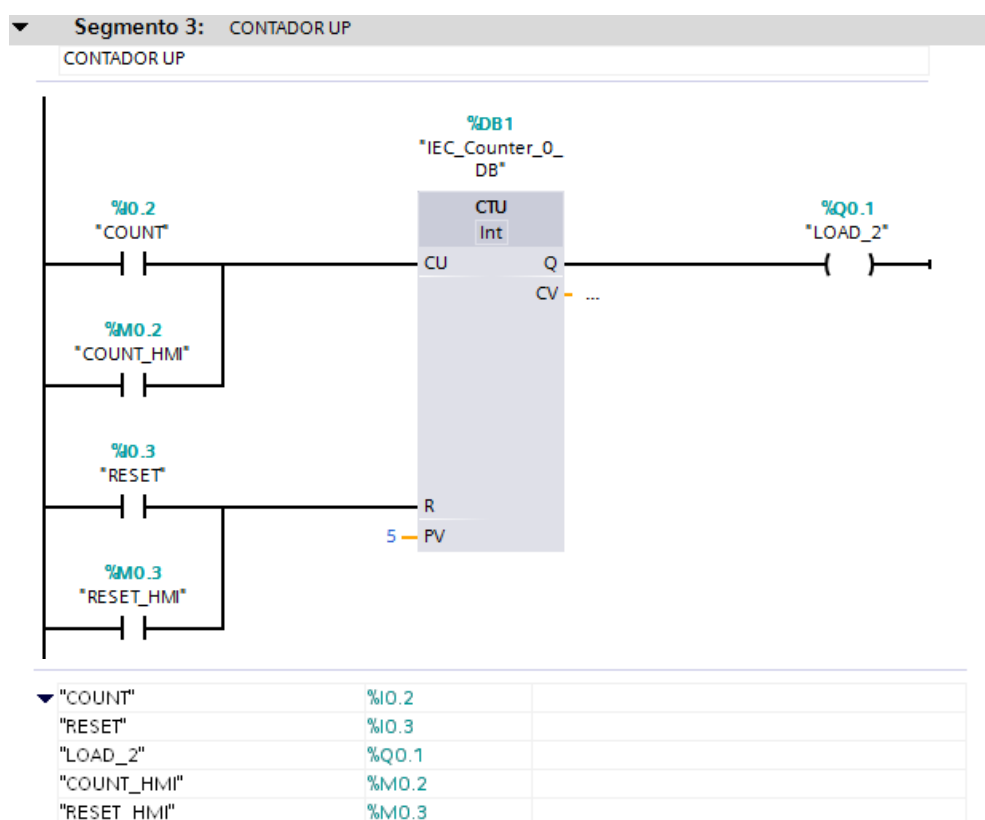 Segmento 3: CONTADOR UP
CONTADOR UP
%DB1
"IEC_Counter_0_
DB"
CTU
Int
%I0.2
"COUNT"
%Q0.1
"LOAD_2"
CU
Q
CV
...
%M0.2
"COUNT_HMI"
%I0.3
"RESET"
R
5
PV
%M0.3
"RESET_HMI"
"COUNT" %I0.2
"RESET" %I0.3
"LOAD_2" %Q0.1
"COUNT_HMI" %M0.2
"RESET_HMI" %M0.3